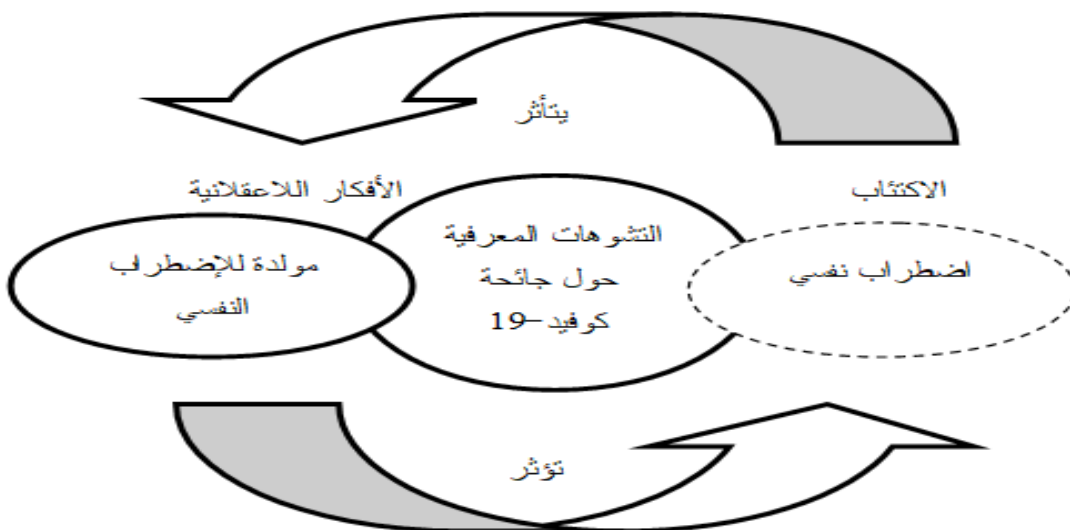 يتأثر
الاكتئاب
الأفكار اللاعقلانية
اضطراب نفسي
التشوهات المعرفية
حول جائحة
كوفيد-19
مولدة للإضطراب
النفسي
تؤثر